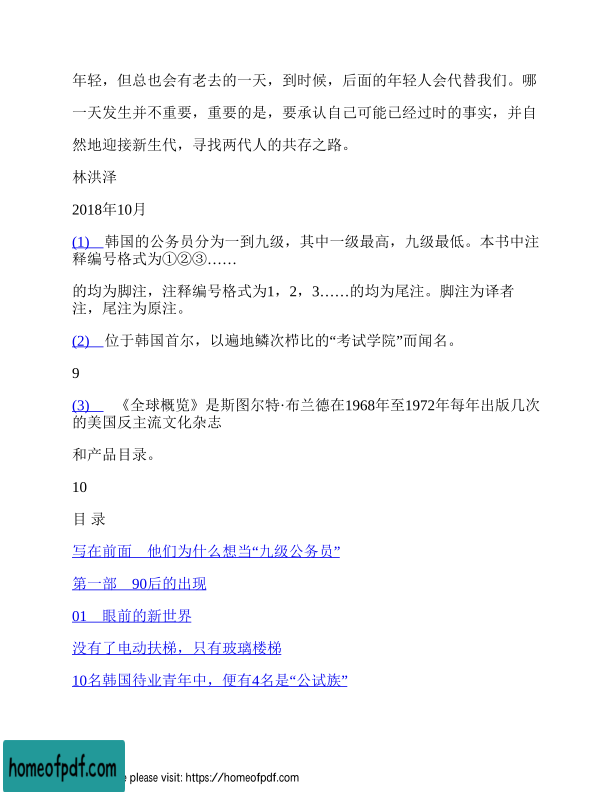 年轻，但总也会有老去的一天，到时候，后面的年轻人会代替我们。哪
一天发生并不重要，重要的是，要承认自己可能已经过时的事实，并自
然地迎接新生代，寻找两代人的共存之路。
林洪泽
2018年10月
(1)　韩国的公务员分为一到九级，其中一级最高，九级最低。本书中注
释编号格式为①②③……
的均为脚注，注释编号格式为1，2，3……的均为尾注。脚注为译者
注，尾注为原注。
(2)　位于韩国首尔，以遍地鳞次栉比的“考试学院”而闻名。
9
(3)　《全球概览》是斯图尔特·布兰德在1968年至1972年每年出版几次
的美国反主流文化杂志
和产品目录。
10
目 录
写在前面　他们为什么想当“九级公务员”
第一部　90后的出现
01　眼前的新世界
没有了电动扶梯，只有玻璃楼梯
10名韩国待业青年中，便有4名是“公试族”
homeofpdf.com
e please visit: https://homeofpdf.com